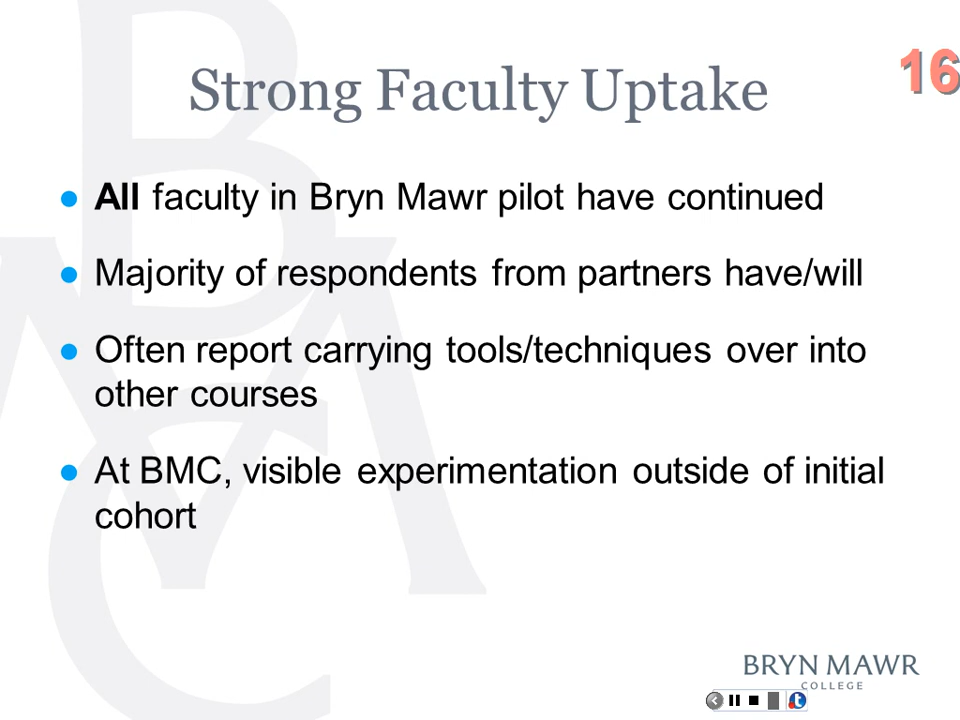 Strong Faculty Uptake
16
● All faculty in Bryn Mawr pilot have continued
● Majority of respondents from partners have/will
● Often report carrying tools/techniques over into
other courses
● At BMC, visible experimentation outside of initial
cohort
BRYN MAWR
COLLEGE
t